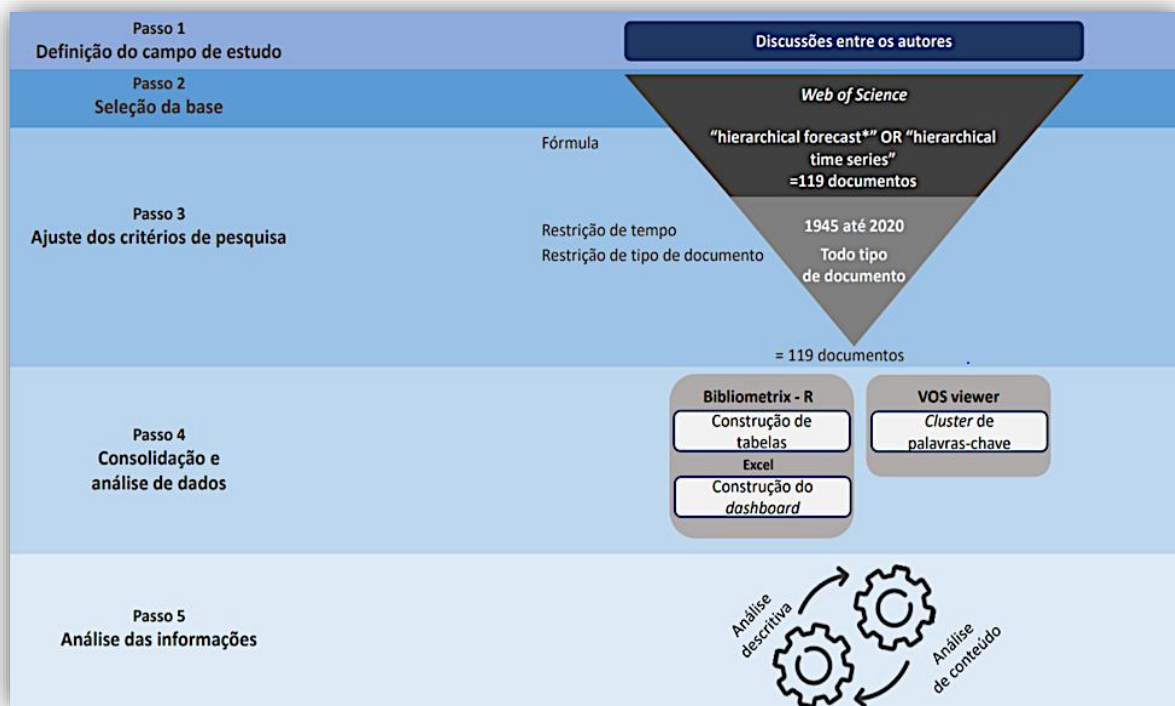 Passo 1
Definição do campo de estudo
Discussões entre os autores
Passo 2
Seleção da base
Web of Science
Passo 3
Ajuste dos critérios de pesquisa
Fórmula
“hierarchical forecast*” OR “hierarchical
time series”
=119 documentos
Restrição de tempo
1945 até 2020
Restrição de tipo de documento
Todo tipo
de documento
= 119 documentos
Passo 4
Consolidação e
análise de dados
Bibliometrix - R
Construção de
tabelas
Excel
Construção do
dashboard
VOS viewer
Cluster de
palavras-chave
Passo 5
Análise das informações
Análise
descritiva
Análise
de conteúdo